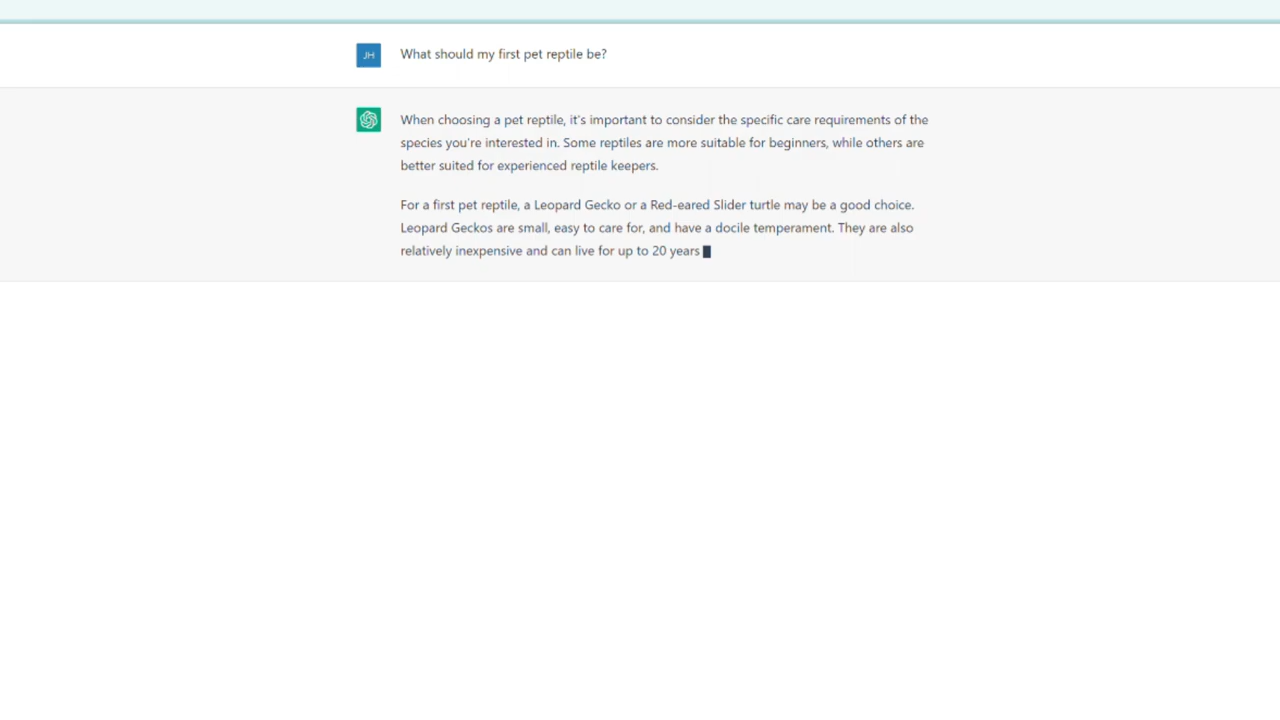 JH
What should my first pet reptile be?
When choosing a pet reptile, it's important to consider the specific care requirements of the
species you're interested in. Some reptiles are more suitable for beginners, while others are
better suited for experienced reptile keepers.
For a first pet reptile, a Leopard Gecko or a Red-eared Slider turtle may be a good choice.
Leopard Geckos are small, easy to care for, and have a docile temperament. They are also
relatively inexpensive and can live for up to 20 years